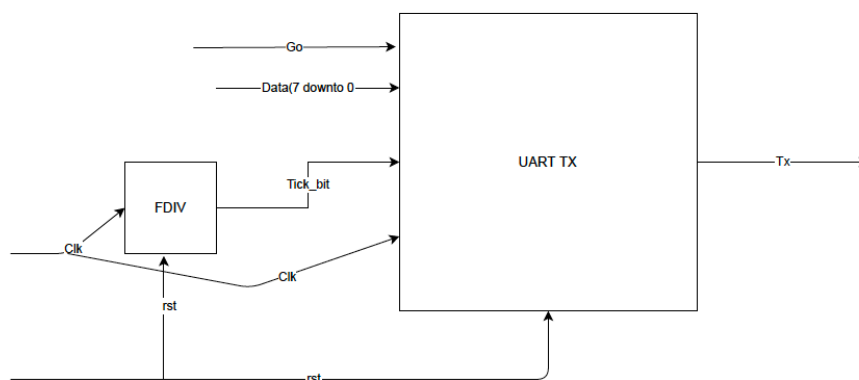 Go
Data(7 downto 0
UART TX
Tx
Tick_bit
FDIV
Clk
Clk
rst
rst